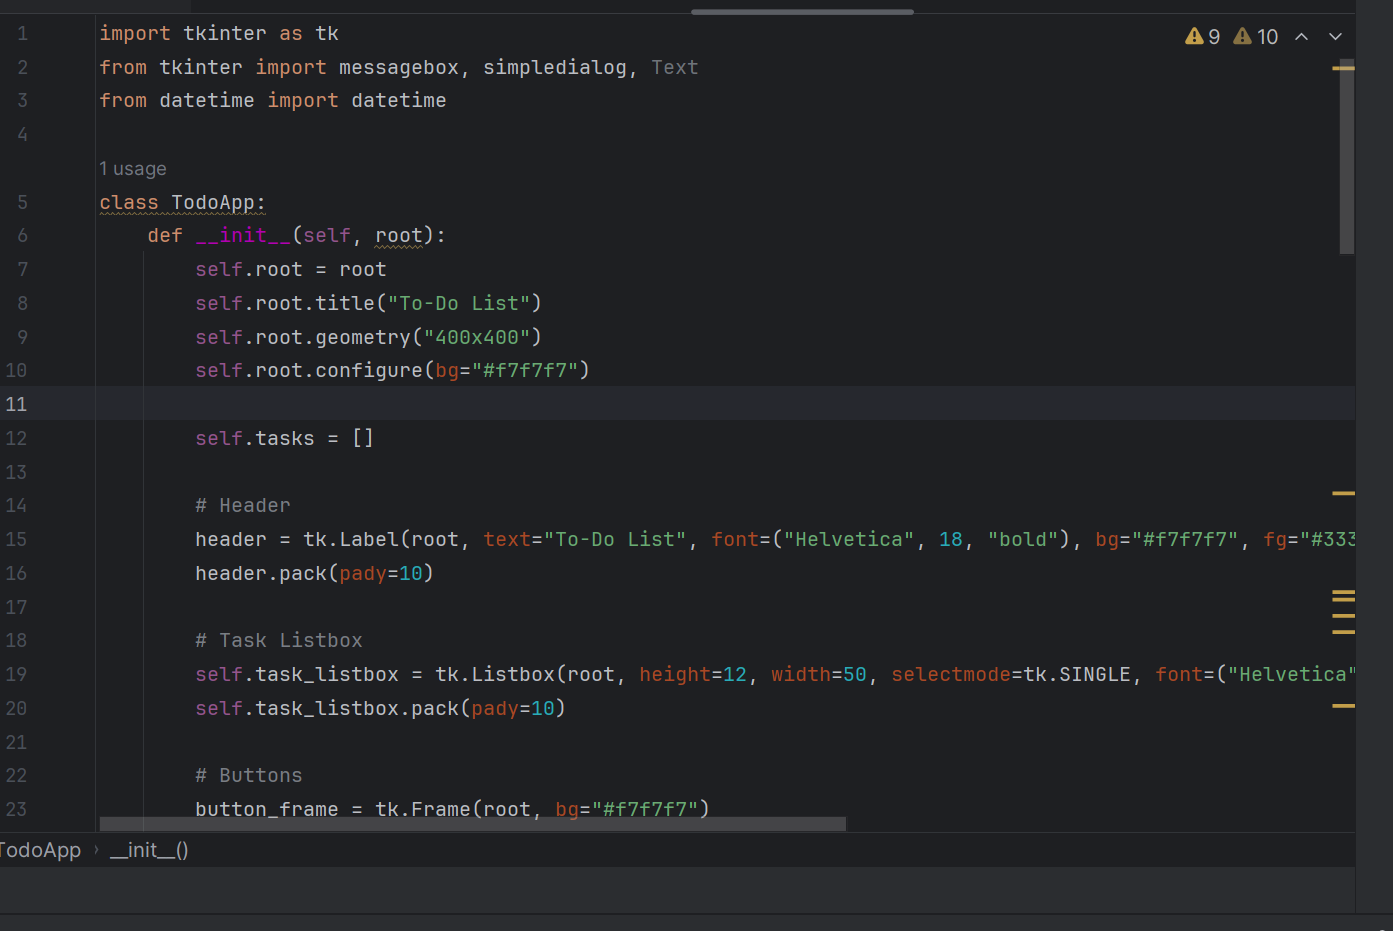 9 10
1 import tkinter as tk
2 from tkinter import messagebox, simpledialog, Text
3 from datetime import datetime
4
1 usage
5 class TodoApp:
6 def __init__(self, root):
7 self.root = root
8 self.root.title("To-Do List")
9 self.root.geometry("400x400")
10 self.root.configure(bg="#f7f7f7")
11
12 self.tasks = []
13
14 # Header
15 header = tk.Label(root, text="To-Do List", font=("Helvetica", 18, "bold"), bg="#f7f7f7", fg="#333
16 header.pack(pady=10)
17
18 # Task Listbox
19 self.task_listbox = tk.Listbox(root, height=12, width=50, selectmode=tk.SINGLE, font=("Helvetica"
20 self.task_listbox.pack(pady=10)
21
22 # Buttons
23 button_frame = tk.Frame(root, bg="#f7f7f7")
TodoApp › __init__()